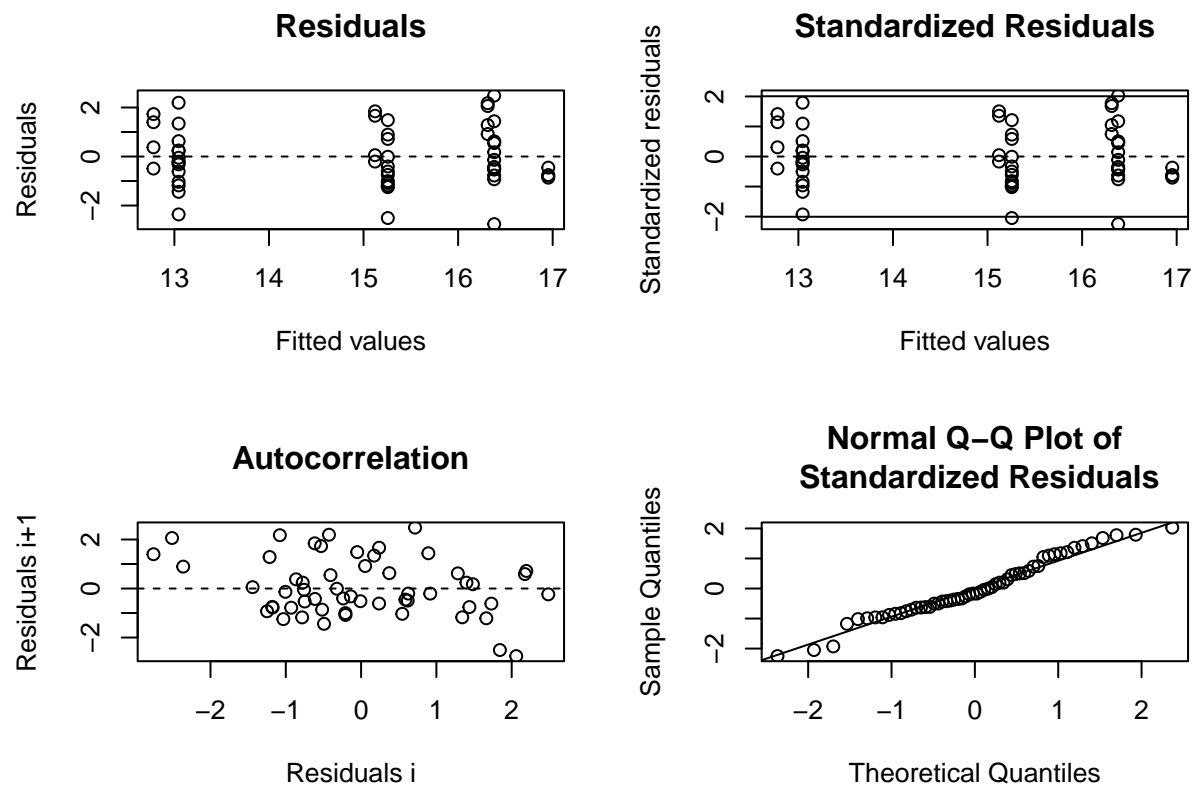 Residuals
Residuals
2
0
−2
13
14
15
16
17
Fitted values
Standardized Residuals
Standardized residuals
2
0
−2
13
14
15
16
17
Fitted values
Autocorrelation
Residuals i+1
2
0
−2
−2
−1
0
1
2
Residuals i
Normal Q−Q Plot of
Standardized Residuals
Sample Quantiles
2
0
−2
−2
−1
0
1
2
Theoretical Quantiles